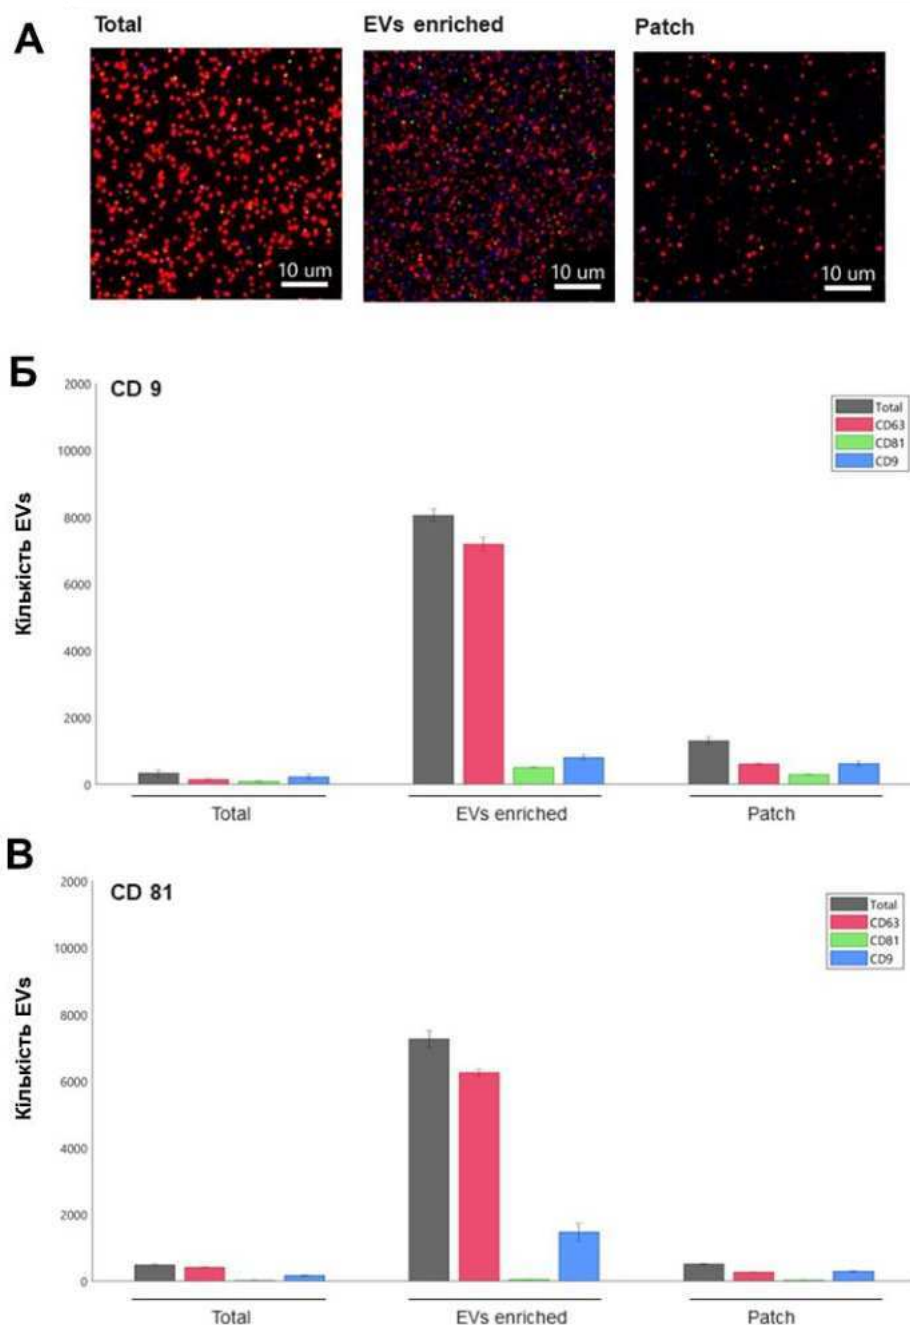 А
Total
EVs enriched
Patch
10 um
10 um
10 um
Б
CD 9
Кількість EVs
2000
10000
8000
6000
4000
2000
0
Total
CD63
CD81
CD9
Total
EVs enriched
Patch
В
CD 81
Кількість EVs
2000
10000
8000
6000
4000
2000
0
Total
CD63
CD81
CD9
Total
EVs enriched
Patch